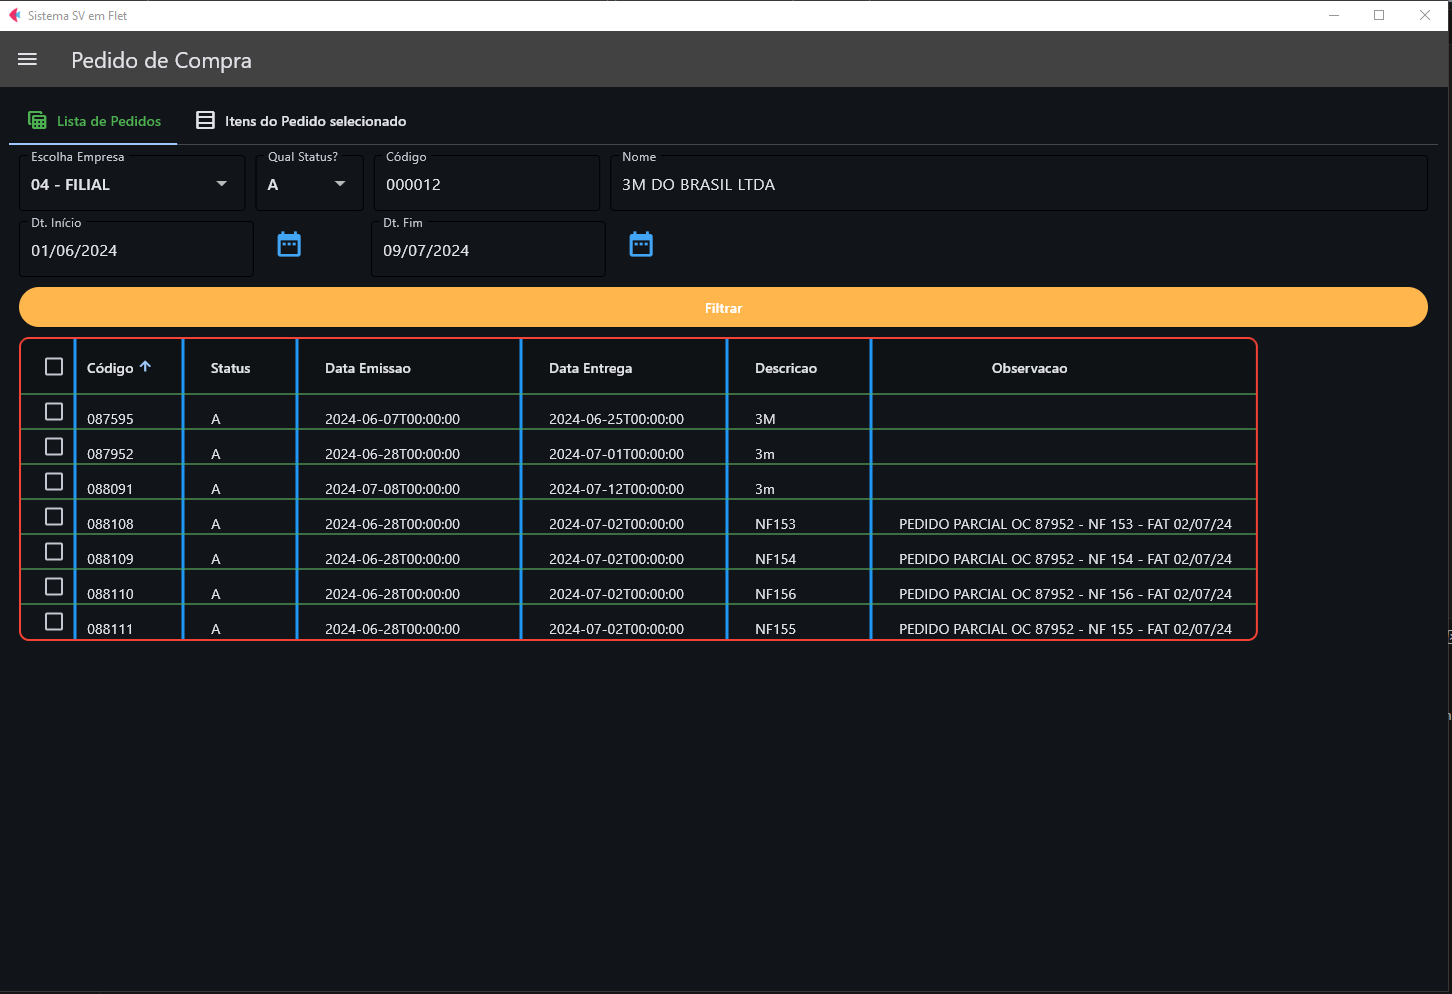 Sistema SV em Flet
Pedido de Compra
Lista de Pedidos Itens do Pedido selecionado
Escolha Empresa Qual Status? Código Nome
04 - FILIAL A 000012 3M DO BRASIL LTDA
Dt. Início Dt. Fim
01/06/2024 09/07/2024
Filtrar
Código Status Data Emissao Data Entrega Descricao Observacao
087595 A 2024-06-07T00:00:00 2024-06-25T00:00:00 3M
087952 A 2024-06-28T00:00:00 2024-07-01T00:00:00 3m
088091 A 2024-07-08T00:00:00 2024-07-12T00:00:00 3m
088108 A 2024-06-28T00:00:00 2024-07-02T00:00:00 NF153 PEDIDO PARCIAL OC 87952 - NF 153 - FAT 02/07/24
088109 A 2024-06-28T00:00:00 2024-07-02T00:00:00 NF154 PEDIDO PARCIAL OC 87952 - NF 154 - FAT 02/07/24
088110 A 2024-06-28T00:00:00 2024-07-02T00:00:00 NF156 PEDIDO PARCIAL OC 87952 - NF 156 - FAT 02/07/24
088111 A 2024-06-28T00:00:00 2024-07-02T00:00:00 NF155 PEDIDO PARCIAL OC 87952 - NF 155 - FAT 02/07/24